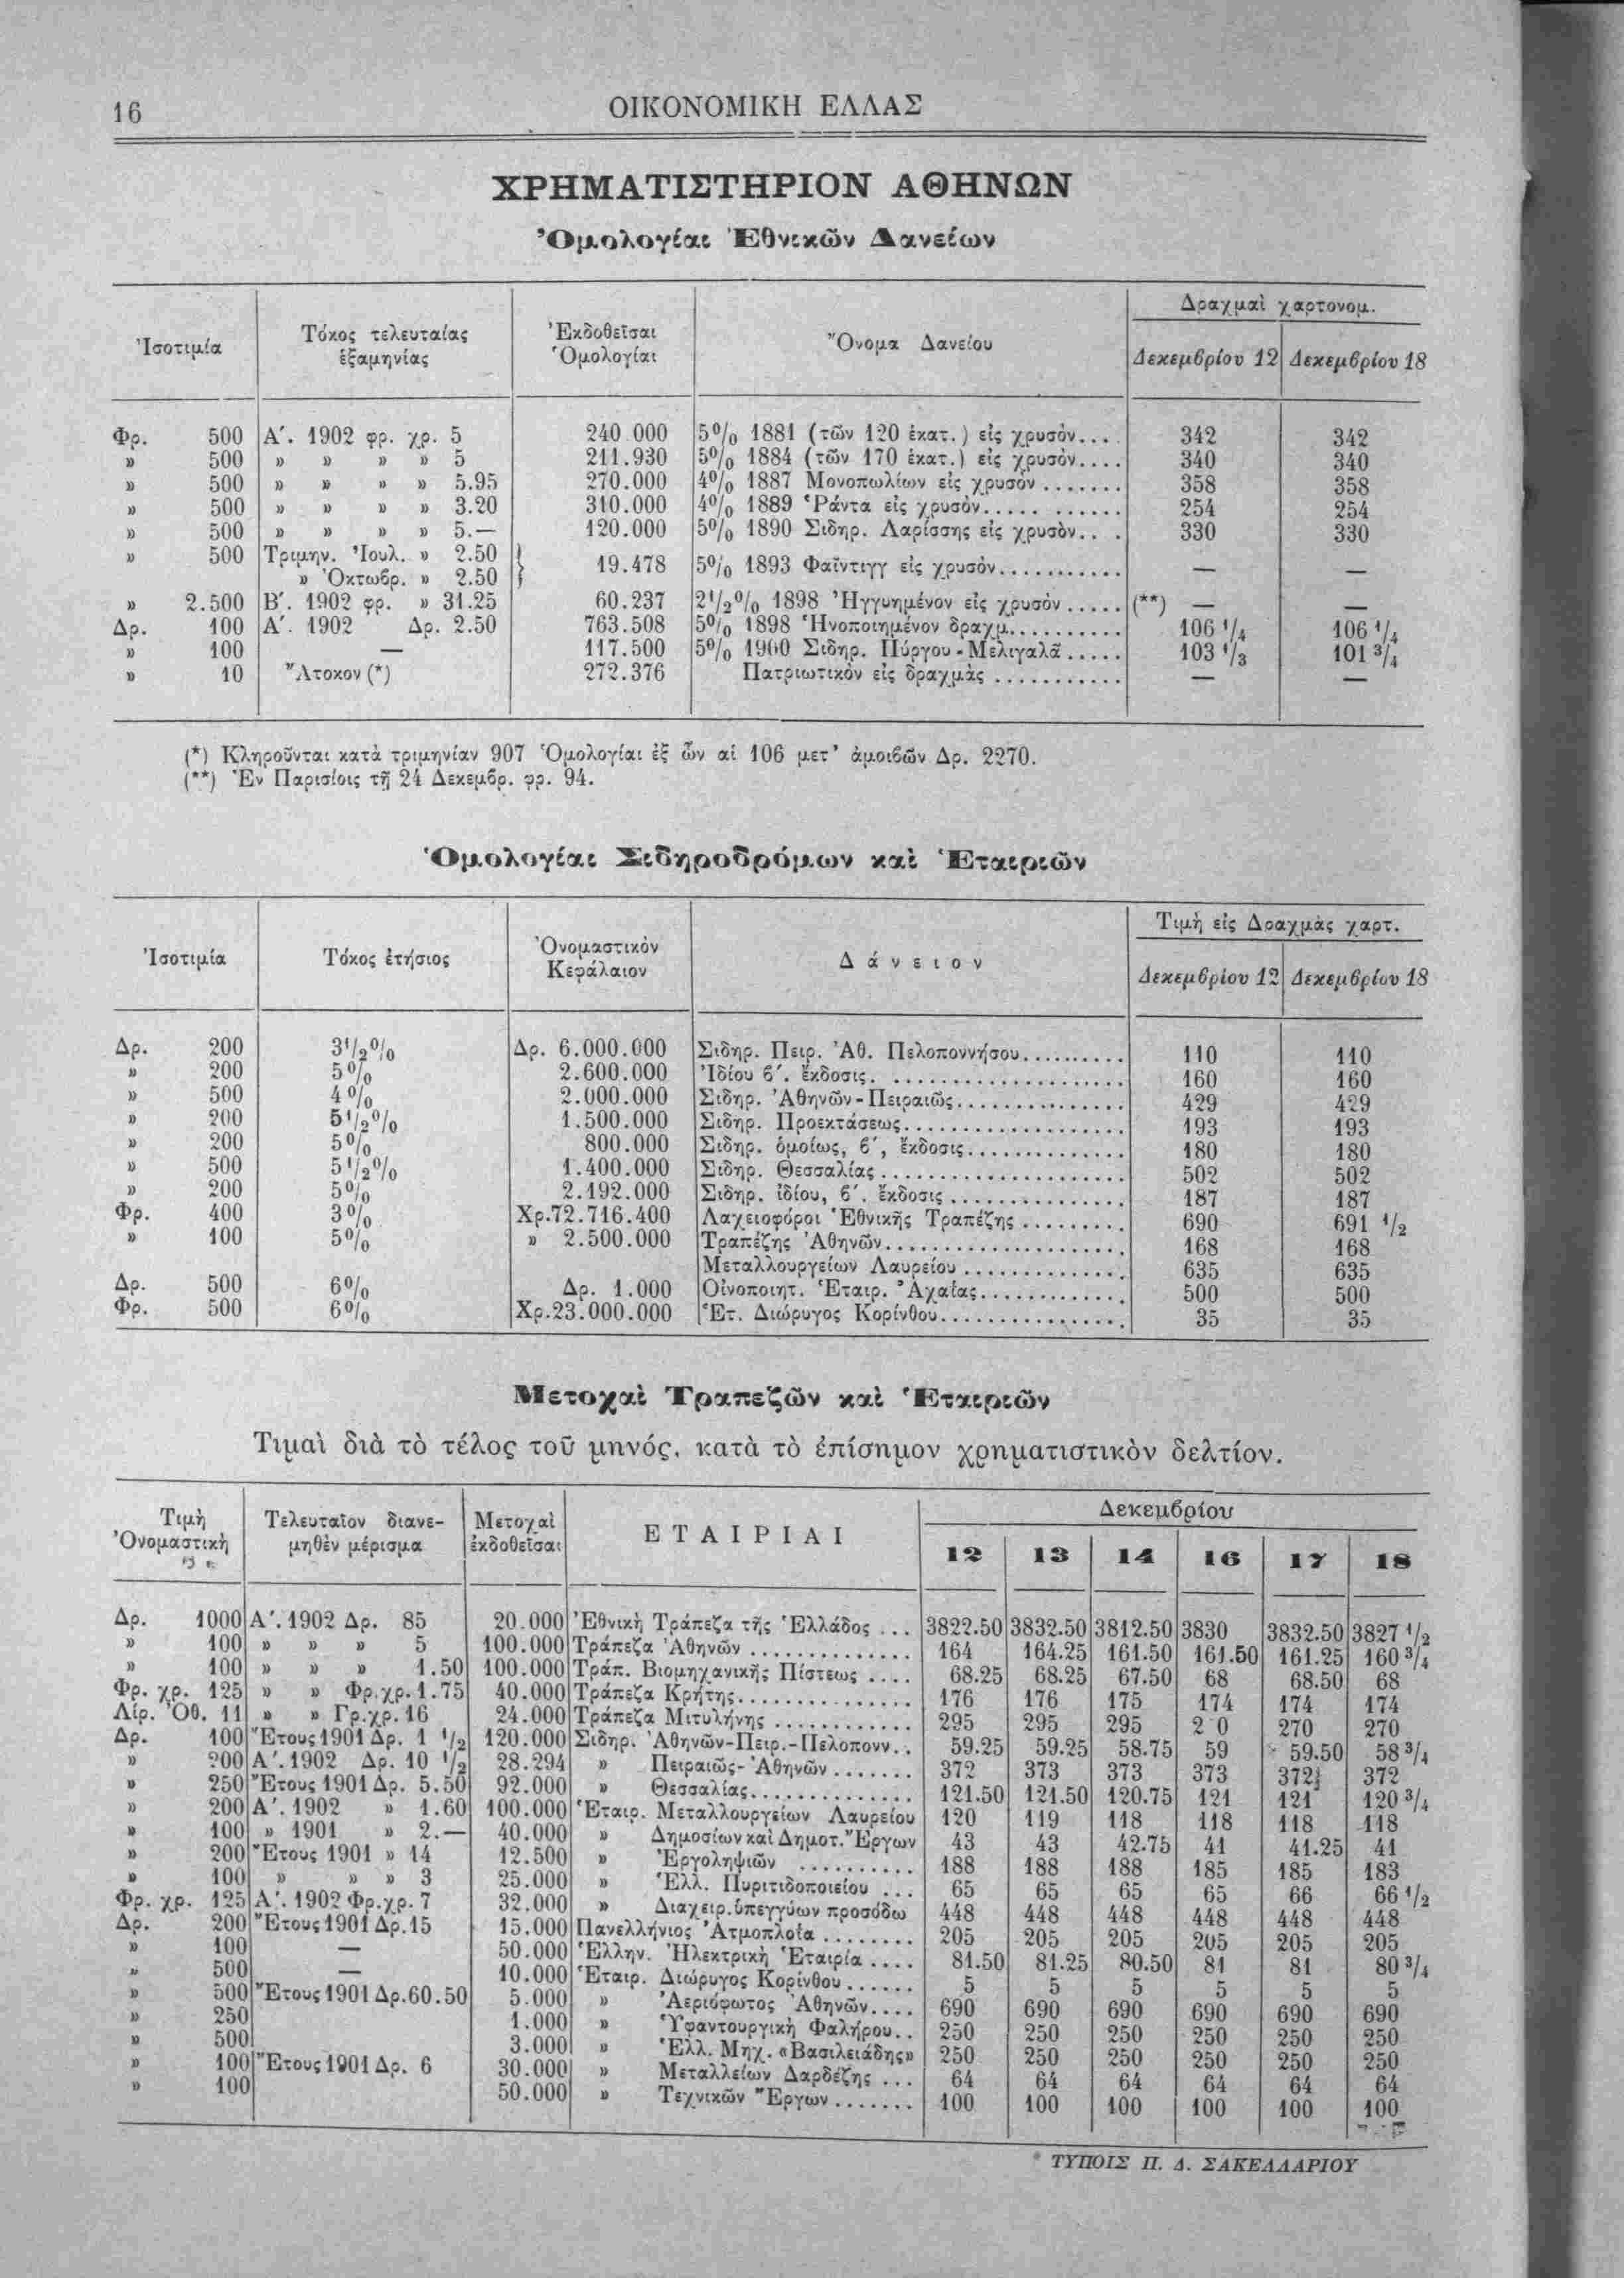 16
ΟΙΚΟΝΟΜΙΚΗ ΕΛΛΑΣ
ΧΡΗΜΑΤΙΣΤΗΡΙΟΝ ΑΘΗΝΩΝ
Ὁμολογίαι Ἐθνικῶν Δανείων
Ἰσοτιμία Τόκος τελευταίας ἑξαμηνίας Ἐκδοθεῖσαι Ὁμολογίαι Ὄνομα Δανείου Δραχμαὶ χαρτονομ.
Δεκεμβρίου 12 Δεκεμβρίου 18
Φρ. 500 Α΄. 1902 φρ. χρ. 5 240.000 5% 1881 (τῶν 120 ἑκατ.) εἰς χρυσόν.... 342 342
» 500 » » » » 5 211.930 5% 1884 (τῶν 170 ἑκατ.) εἰς χρυσόν.... 340 340
» 500 » » » » 5.95 270.000 4% 1887 Μονοπωλίων εἰς χρυσόν....... 358 358
» 500 » » » » 3.20 310.000 4% 1889 Ῥάντα εἰς χρυσόν........ 254 254
» 500 » » » » 5.— 120.000 5% 1890 Σιδηρ. Λαρίσσης εἰς χρυσὸν... 330 330
» 500 Τριμην. Ἰουλ. » 2.50
» Ὀκτωβρ. » 2.50 19.478 5% 1893 Φαῖντιγγ εἰς χρυσόν........... — —
» 2.500 Β΄. 1902 φρ. » 31.25 60.237 2 1/2% 1898 Ἠγγυημένον εἰς χρυσόν..... (**) — —
Δρ. 100 Α΄. 1902 Δρ. 2.50 763.508 5% 1898 Ἡνοποιημένον δραχμ.......... 106 1/4 106 1/4
» 100 — 117.500 5% 1900 Σιδηρ. Πύργου-Μελιγαλᾶ..... 103 1/3 101 3/4
» 10 Ἄτοκον (*) 272.376 Πατριωτικὸν εἰς δραχμὰς........... — —
(*) Κληροῦνται κατὰ τριμηνίαν 907 Ὁμολογίαι ἐξ ὧν αἱ 106 μετ' ἀμοιβῶν Δρ. 2270.
(**) Ἐν Παρισίοις τῇ 24 Δεκεμβρ. φρ. 94.
Ὁμολογίαι Σιδηροδρόμων καὶ Ἑταιριῶν
Ἰσοτιμία Τόκος ἐτήσιος Ὀνομαστικὸν Κεφάλαιον Δάνειον Τιμὴ εἰς Δραχμὰς χαρτ.
Δεκεμβρίου 12 Δεκεμβρίου 18
Δρ. 200 3 1/2% Δρ. 6.000.000 Σιδηρ. Πειρ. Ἀθ. Πελοποννήσου.......... 110 110
» 200 5% 2.600.000 Ἰδίου β΄. ἔκδοσις...................... 160 160
» 500 4% 2.000.000 Σιδηρ. Ἀθηνῶν-Πειραιῶς............... 429 429
» 200 5 1/2% 1.500.000 Σιδηρ. Προεκτάσεως.................... 193 193
» 200 5% 800.000 Σιδηρ. ὁμοίως, β΄, ἔκδοσις.............. 180 180
» 500 5 1/2% 1.400.000 Σιδηρ. Θεσσαλίας...................... 502 502
» 200 5% 2.192.000 Σιδηρ. ἰδίου, β΄. ἔκδοσις................ 187 187
Φρ. 400 3% Χρ. 72.716.400 Λαχειοφόροι Ἐθνικῆς Τραπέζης......... 690 691 1/2
» 100 5% » 2.500.000 Τραπέζης Ἀθηνῶν...................... 168 168
Μεταλλουργείων Λαυρείου............... 635 635
Δρ. 500 6% Δρ. 1.000 Οἰνοποιητ. Ἑταιρ. Ἀχαΐας............. 500 500
Φρ. 500 6% Χρ. 23.000.000 Ἑτ. Διώρυγος Κορίνθου................. 35 35
Μετοχαὶ Τραπεζῶν καὶ Ἑταιριῶν
Τιμαὶ διὰ τὸ τέλος τοῦ μηνός, κατὰ τὸ ἐπίσημον χρηματιστικὸν δελτίον.
Τιμὴ Ὀνομαστικὴ Τελευταῖον διανεμηθὲν μέρισμα Μετοχαὶ ἐκδοθεῖσαι ΕΤΑΙΡΙΑΙ Δεκεμβρίου
12 13 14 16 17 18
Δρ. 1000 Α΄. 1902 Δρ. 85 20.000 Ἐθνικὴ Τράπεζα τῆς Ἑλλάδος... 3822.50 3832.50 3812.50 3830 3832.50 3827 1/2
» 100 » » » 5 100.000 Τράπεζα Ἀθηνῶν............... 164 164.25 161.50 161.50 161.25 160 3/4
» 100 » » » 1.50 100.000 Τράπ. Βιομηχανικῆς Πίστεως.... 68.25 68.25 67.50 68 68.50 68
Φρ. χρ. 125 » » Φρ.χρ. 1.75 40.000 Τράπεζα Κρήτης................ 176 176 175 174 174 174
Λίρ. Ὀθ. 11 » » Γρ.χρ. 16 24.000 Τράπεζα Μιτυλήνης............. 295 295 295 2 0 270 270
Δρ. 100 Ἔτους 1901 Δρ. 1 1/2 120.000 Σιδηρ. Ἀθηνῶν-Πειρ.-Πελοπονν.. 59.25 59.25 58.75 59 59.50 58 3/4
» 200 Α΄. 1902 Δρ. 10 1/2 28.294 » Πειραιῶς-Ἀθηνῶν....... 372 373 373 373 372½ 372
» 250 Ἔτους 1901 Δρ. 5.50 92.000 » Θεσσαλίας............... 121.50 121.50 120.75 121 121 120 3/4
» 200 Α΄. 1902 » 1.60 100.000 Ἑταιρ. Μεταλλουργείων Λαυρείου 120 119 118 118 118 118
» 100 » 1901 » 2.— 40.000 » Δημοσίων καὶ Δημοτ. Ἔργων 43 43 42.75 41 41.25 41
» 200 Ἔτους 1901 » 14 12.500 » Ἐργοληψιῶν.......... 188 188 188 185 185 183
» 100 » » » 3 25.000 » Ἑλλ. Πυριτιδοποιείου... 65 65 65 65 66 66 1/2
Φρ. χρ. 125 Α΄. 1902 Φρ.χρ. 7 32.000 » Διαχειρ. ὑπεγγύων προσόδω 448 448 448 448 448 448
Δρ. 200 Ἔτους 1901 Δρ. 15 15.000 Πανελλήνιος Ἀτμοπλοΐα........ 205 205 205 205 205 205
» 100 — 50.000 Ἑλλην. Ἠλεκτρικὴ Ἑταιρία.... 81.50 81.25 80.50 81 81 80 3/4
» 500 — 10.000 Ἑταιρ. Διώρυγος Κορίνθου...... 5 5 5 5 5 5
» 500 Ἔτους 1901 Δρ. 60.50 5.000 » Ἀεριόφωτος Ἀθηνῶν.... 690 690 690 690 690 690
» 250 1.000 » Ὑφαντουργικὴ Φαλήρου.. 250 250 250 250 250 250
» 500 3.000 » Ἑλλ. Μηχ. «Βασιλειάδης» 250 250 250 250 250 250
» 100 Ἔτους 1901 Δρ. 6 30.000 » Μεταλλείων Δαρδέζης... 64 64 64 64 64 64
» 100 50.000 » Τεχνικῶν Ἔργων....... 100 100 100 100 100 100
ΤΥΠΟΙΣ Π. Δ. ΣΑΚΕΛΛΑΡΙΟΥ